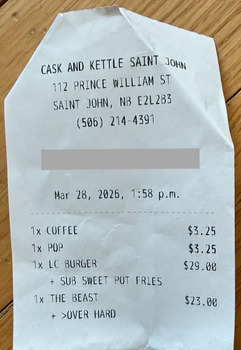 CASK AND KETTLE SAINT JOHN
112 PRINCE WILLIAM ST
SAINT JOHN, NB E2L2B3
(506) 214-4391
Mar 28, 2026, 1:58 p.m.
1x COFFEE $3.25
1x POP $3.25
1x LC BURGER $29.00
+ SUB SWEET POT FRIES
1x THE BEAST $23.00
+ >OVER HARD